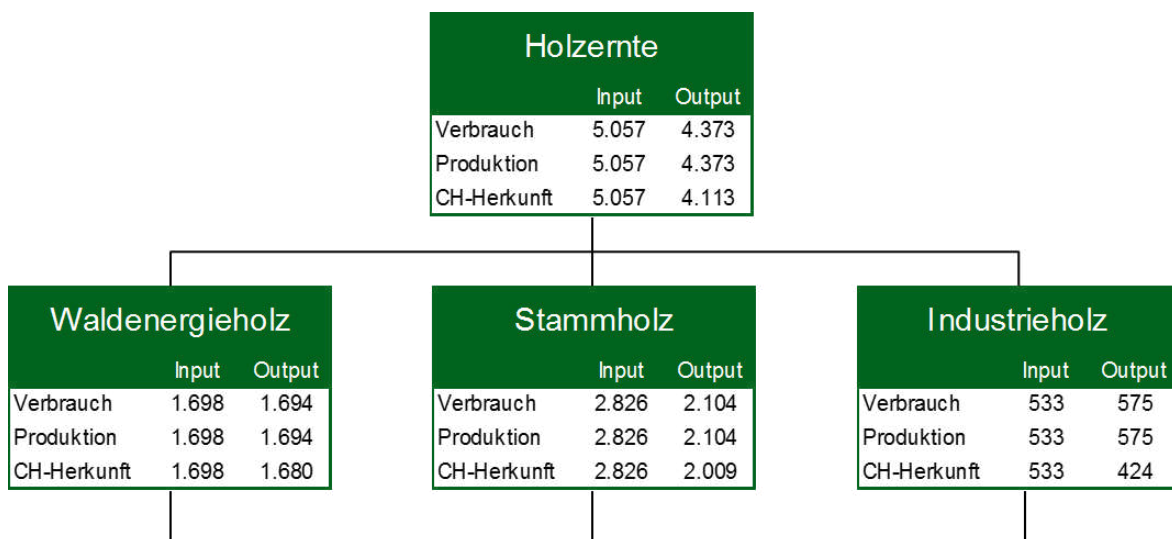 Holzernte
Input Output
Verbrauch 5.057 4.373
Produktion 5.057 4.373
CH-Herkunft 5.057 4.113
Waldenergieholz
Input Output
Verbrauch 1.698 1.694
Produktion 1.698 1.694
CH-Herkunft 1.698 1.680
Stammholz
Input Output
Verbrauch 2.826 2.104
Produktion 2.826 2.104
CH-Herkunft 2.826 2.009
Industrieholz
Input Output
Verbrauch 533 575
Produktion 533 575
CH-Herkunft 533 424